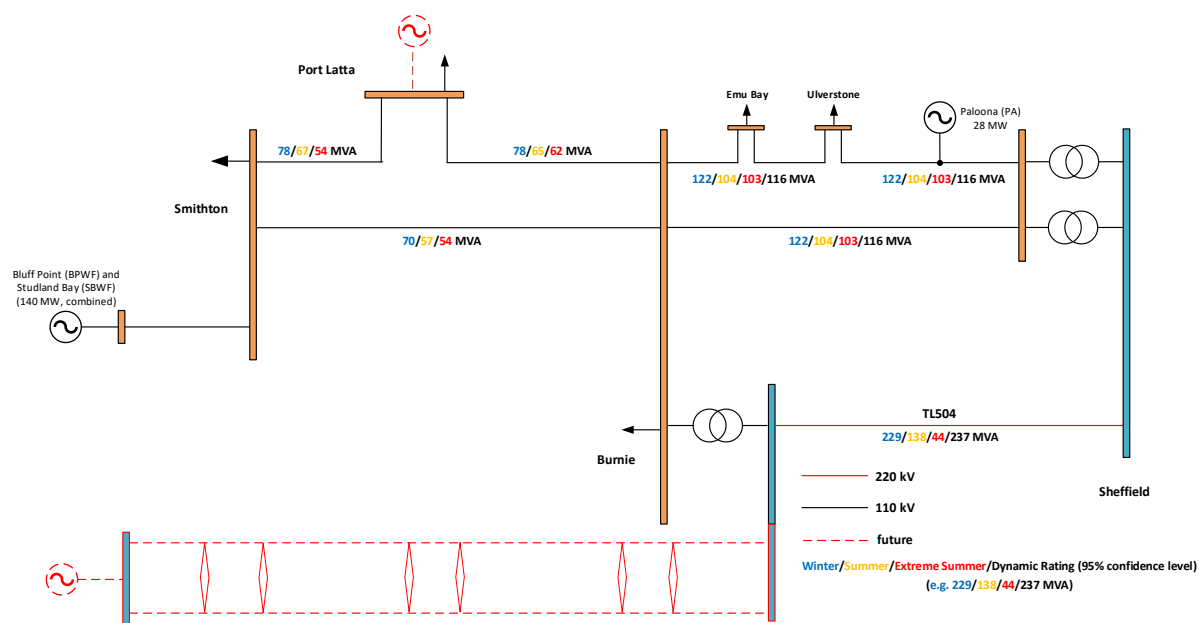 Port Latta
Emu Bay
Ulverstone
Paloona (PA)
28 MW
78/67/54 MVA
78/65/62 MVA
122/104/103/116 MVA
122/104/103/116 MVA
Smithton
70/57/54 MVA
122/104/103/116 MVA
Bluff Point (BPWF) and
Studland Bay (SBWF)
(140 MW, combined)
TL504
229/138/44/237 MVA
Burnie
Sheffield
220 kV
110 kV
future
Winter/Summer/Extreme Summer/Dynamic Rating (95% confidence level)
(e.g. 229/138/44/237 MVA)